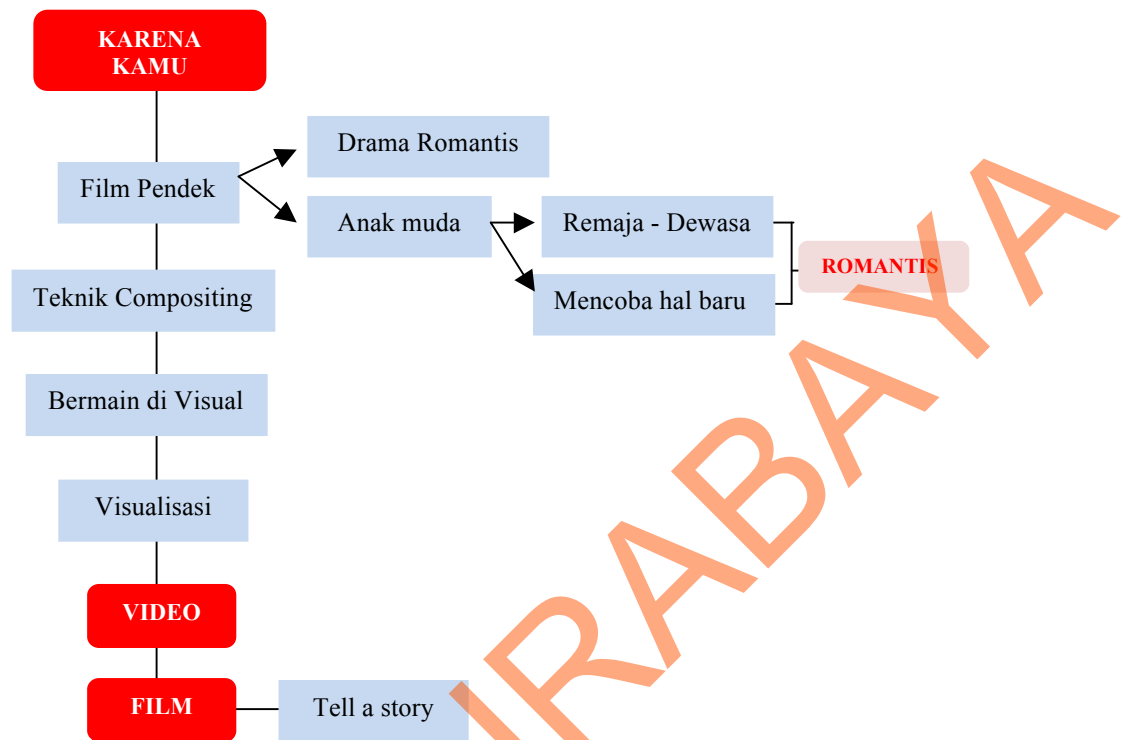 KARENA
KAMU
Drama Romantis
Film Pendek
Anak muda
Remaja - Dewasa
ROMANTIS
Teknik Compositing
Mencoba hal baru
Bermain di Visual
Visualisasi
VIDEO
FILM
Tell a story
IRABAYA